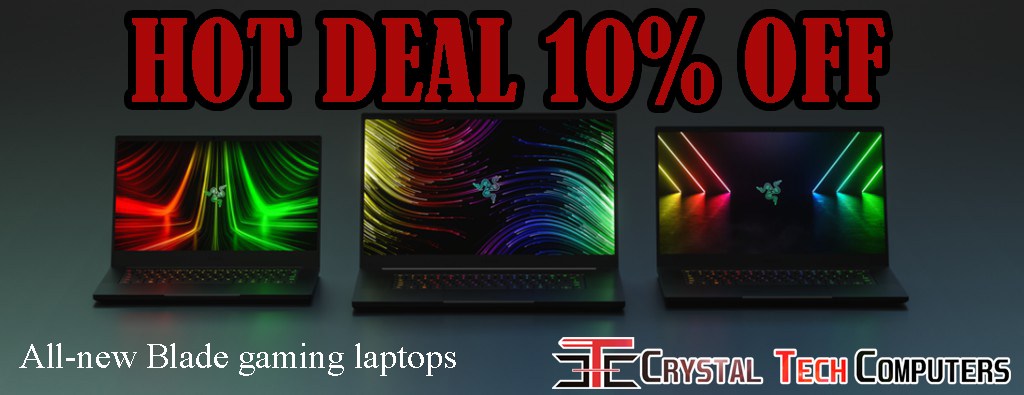 HOT DEAL 10% OFF
All-new Blade gaming laptops
CRYSTAL TECH COMPUTERS